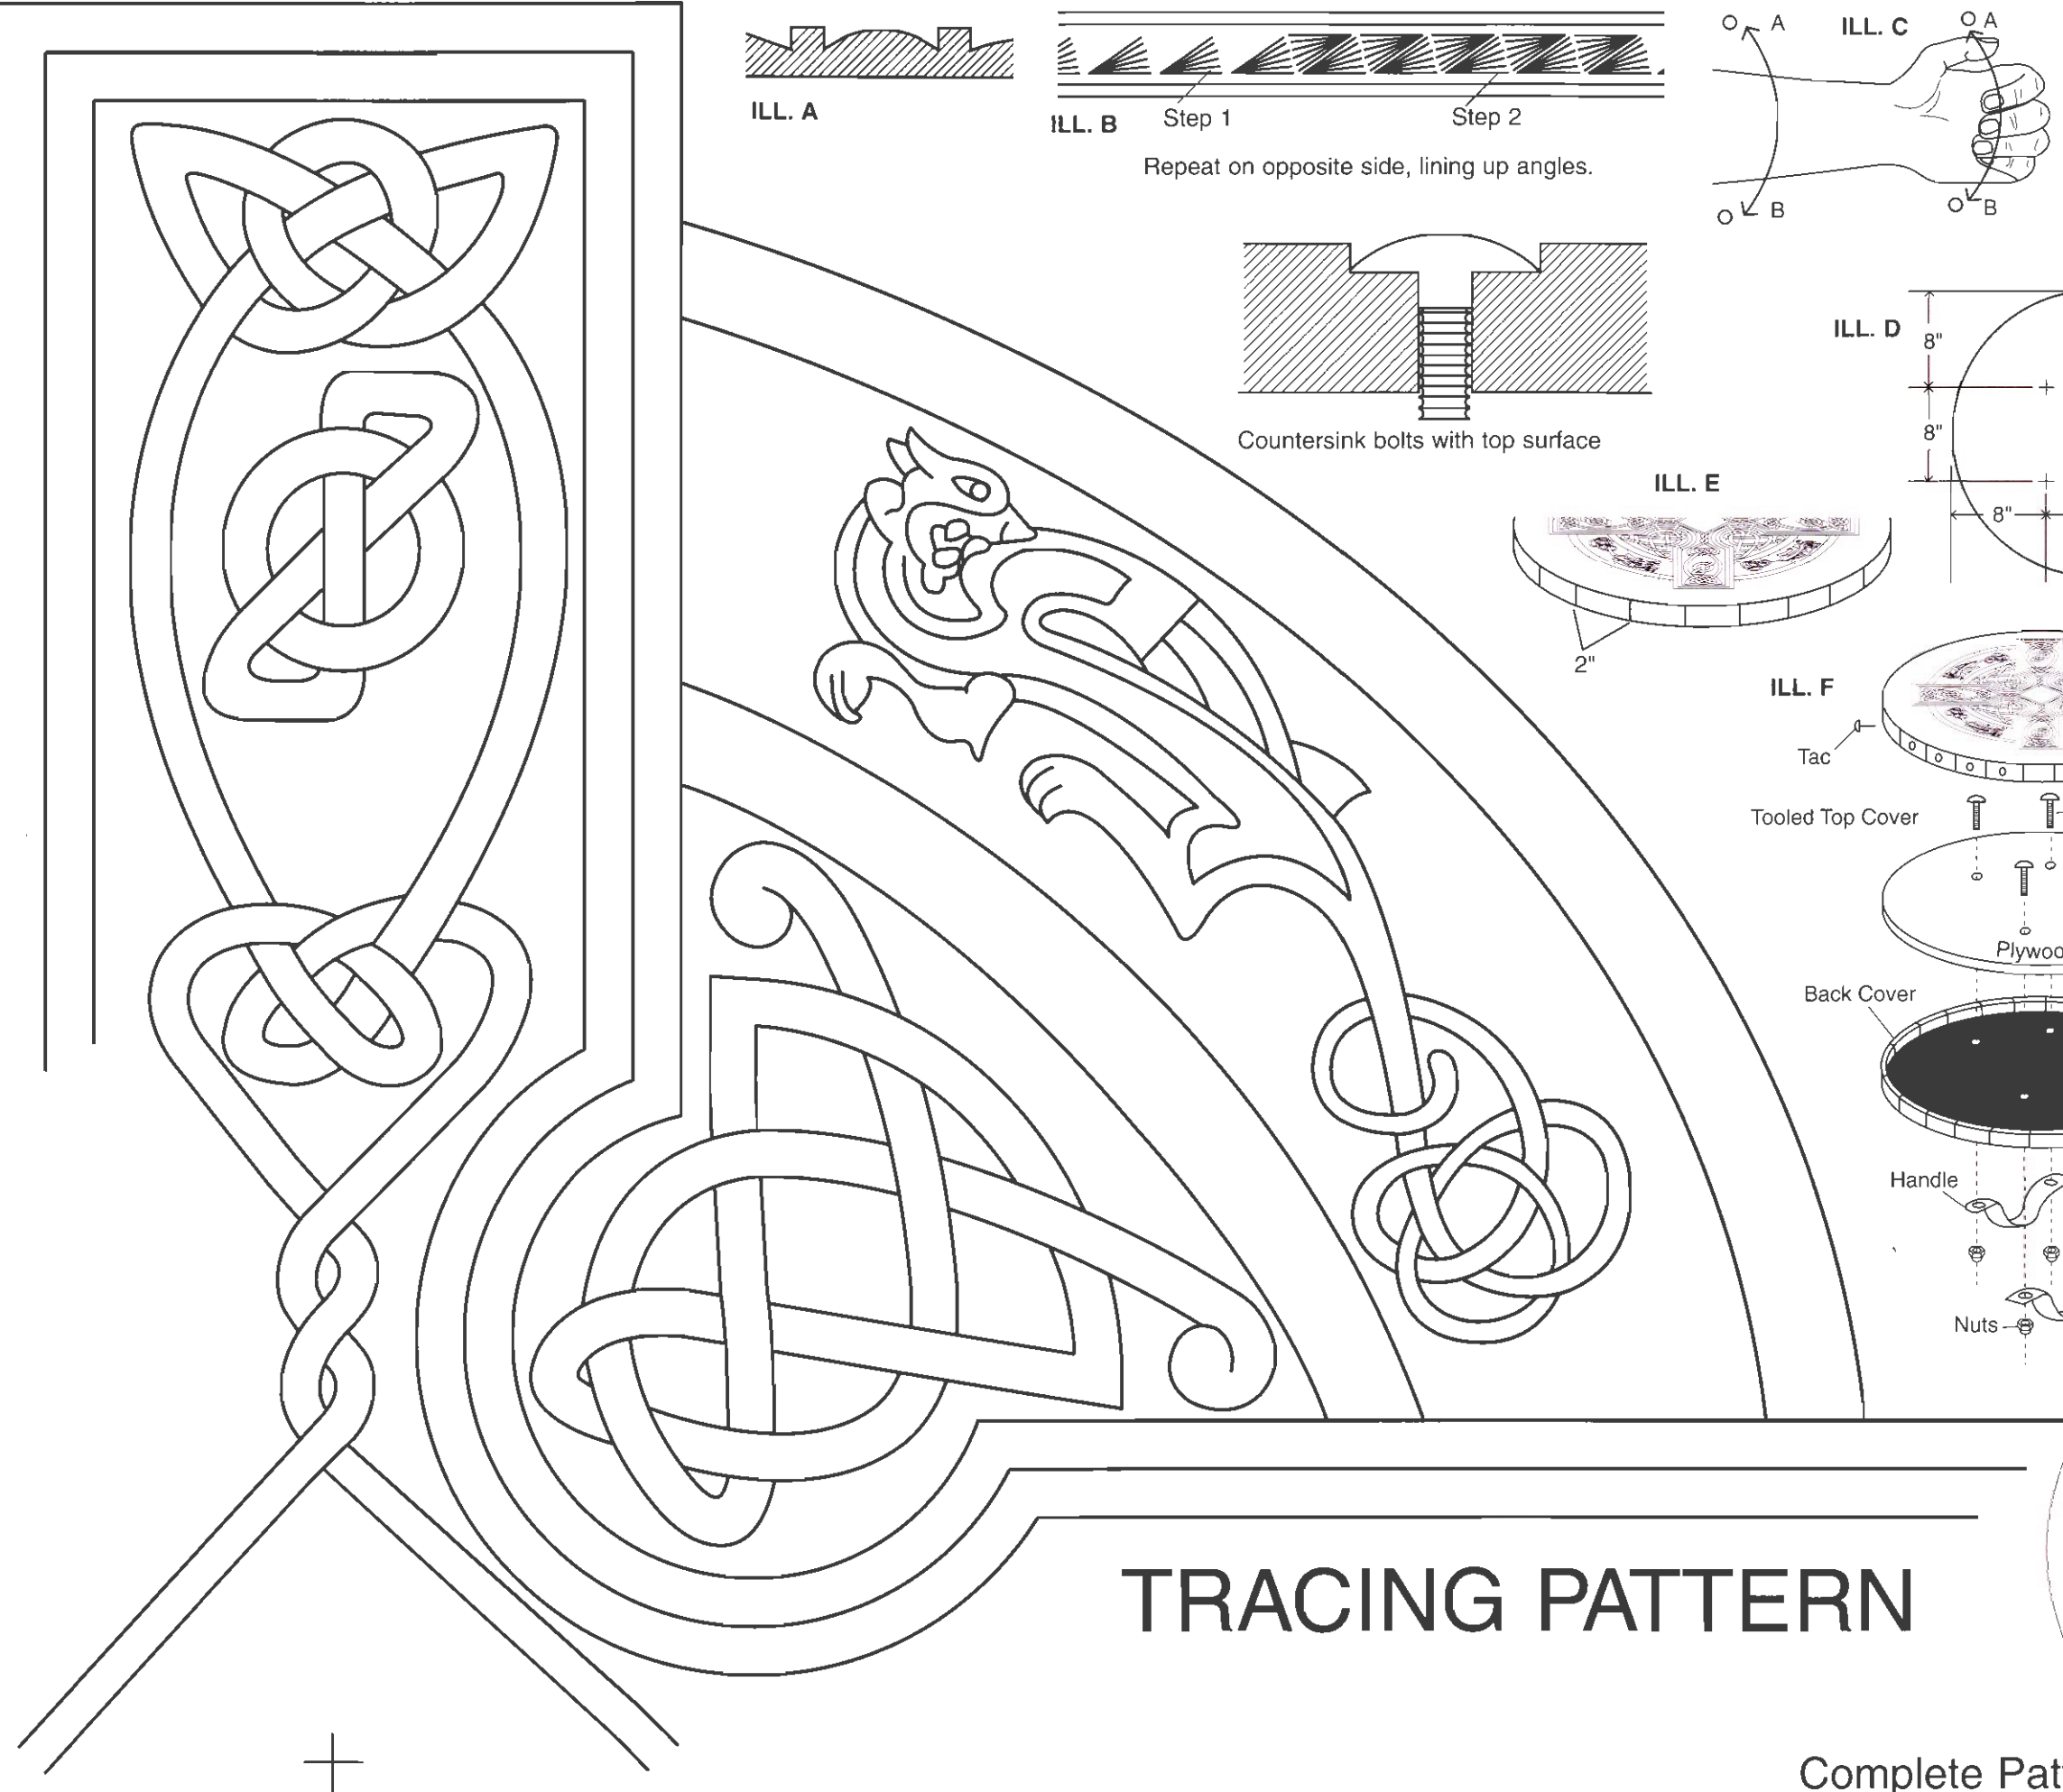 ILL. A
ILL. B
Step 1
Step 2
Repeat on opposite side, lining up angles.
O A
ILL. C
O A
O B
O B
Countersink bolts with top surface
ILL. D
8"
8"
8"
ILL. E
2"
ILL. F
Tac
Tooled Top Cover
Plywoo
Back Cover
Handle
Nuts
TRACING PATTERN
Complete Pat